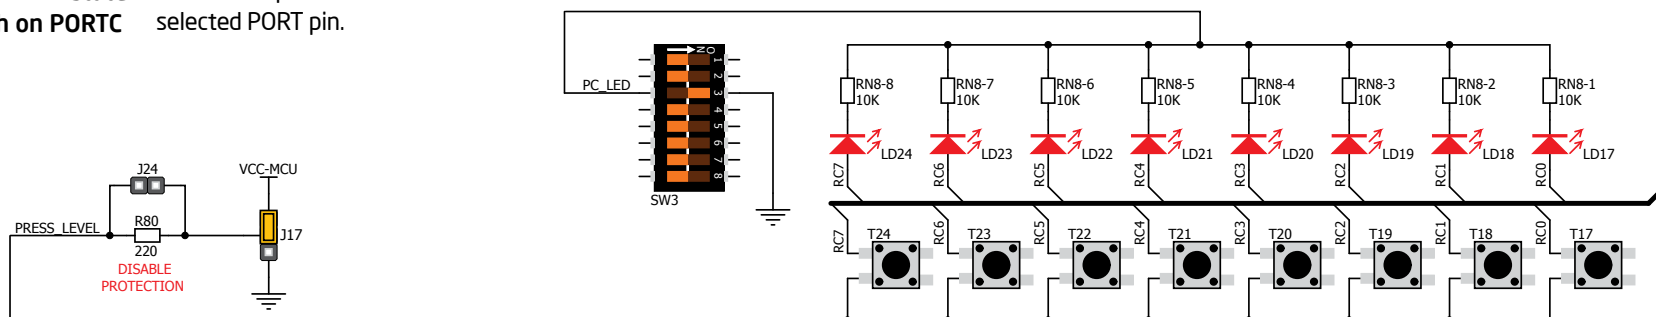 h on PORTC
selected PORT pin.
PC_LED
O
N
1
2
3
4
5
6
7
8
SW3
RN8-8
10K
RN8-7
10K
RN8-6
10K
RN8-5
10K
RN8-4
10K
RN8-3
10K
RN8-2
10K
RN8-1
10K
LD24
LD23
LD22
LD21
LD20
LD19
LD18
LD17
RC7
RC6
RC5
RC4
RC3
RC2
RC1
RC0
J24
VCC-MCU
PRESS_LEVEL
R80
220
J17
DISABLE
PROTECTION
RC7
RC6
RC5
RC4
RC3
RC2
RC1
RC0
T24
T23
T22
T21
T20
T19
T18
T17